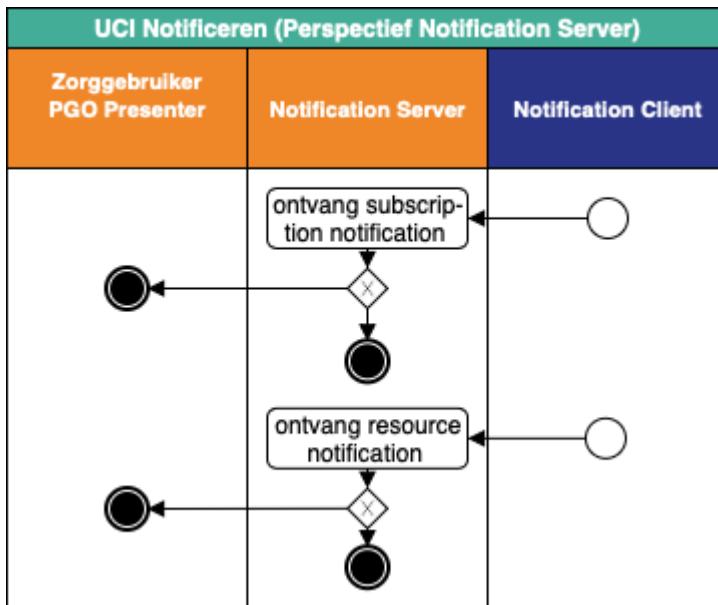 UCI Notificeren (Perspectief Notification Server)
Zorggebruiker
PGO Presenter
Notification Server
Notification Client
ontvang subscrip-
tion notification
X
ontvang resource
notification
X